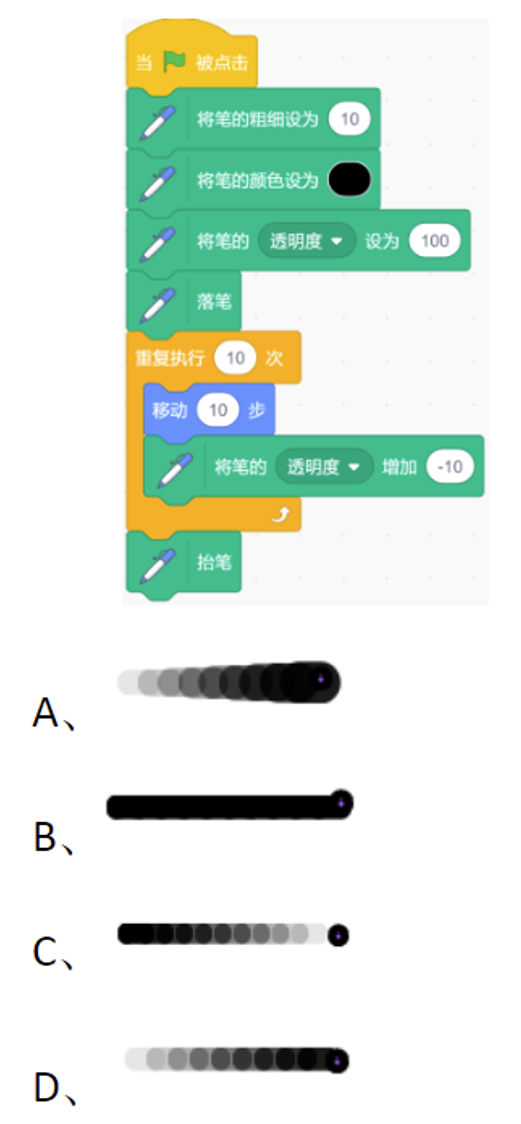 当 被点击
将笔的粗细设为 10
将笔的颜色设为
将笔的 透明度 设为 100
落笔
重复执行 10 次
移动 10 步
将笔的 透明度 增加 -10
抬笔
A、
B、
C、
D、